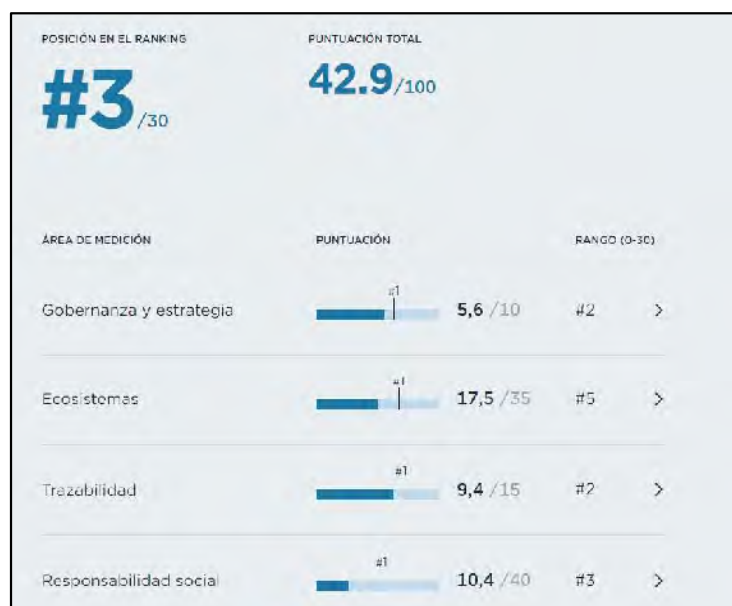 POSICIÓN EN EL RANKING PUNTUACIÓN TOTAL
#3/30 42.9/100
ÁREA DE MEDICIÓN PUNTUACIÓN RANGO (0-30)
#1
Gobernanza y estrategia 5,6 /10 #2 >
#1
Ecosistemas 17,5 /35 #5 >
#1
Trazabilidad 9,4 /15 #2 >
#1
Responsabilidad social 10,4 /40 #3 >